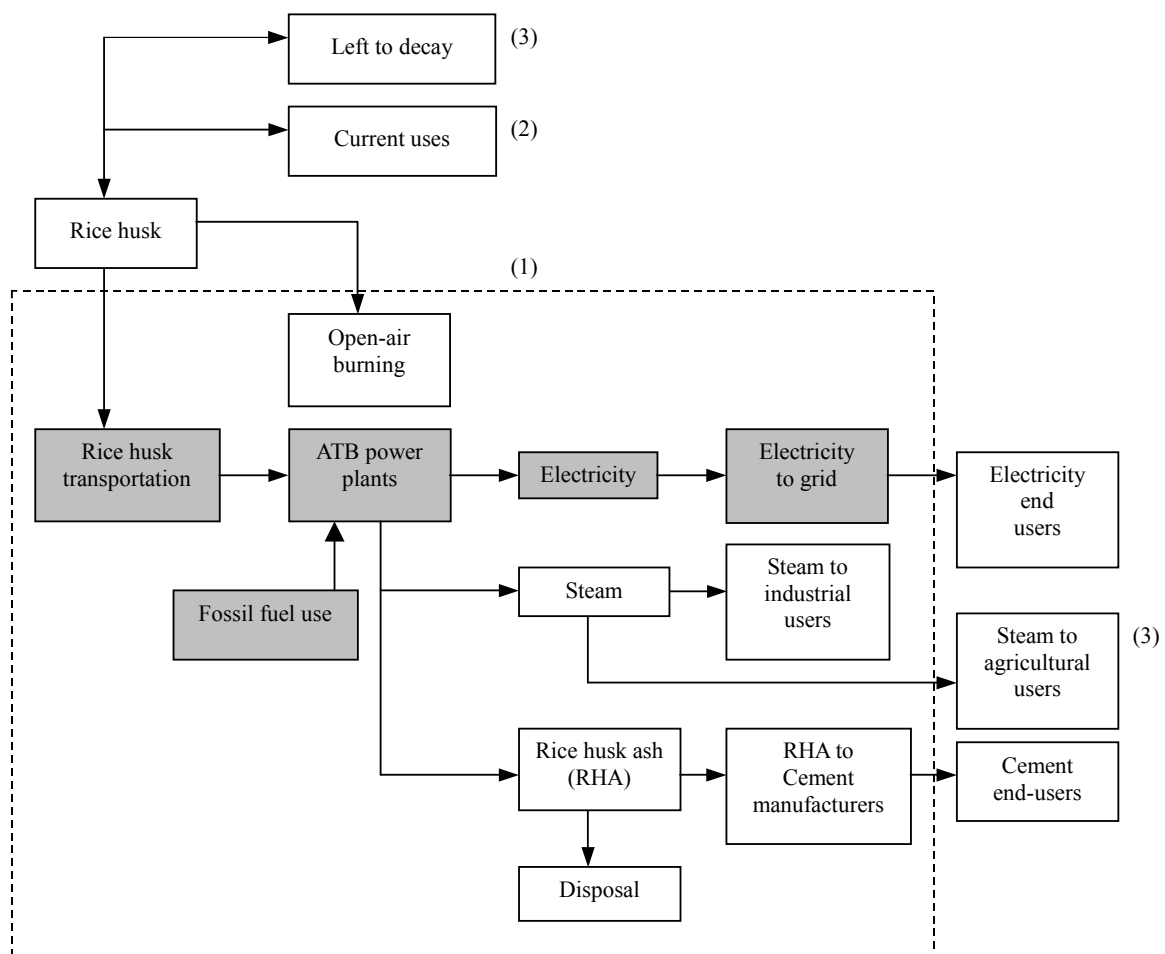 Left to decay
(3)
Current uses
(2)
Rice husk
(1)
Open-air
burning
Rice husk
transportation
ATB power
plants
Electricity
Electricity
to grid
Electricity
end
users
Fossil fuel use
Steam
Steam to
industrial
users
Steam to
agricultural
users
(3)
Rice husk ash
(RHA)
RHA to
Cement
manufacturers
Cement
end-users
Disposal